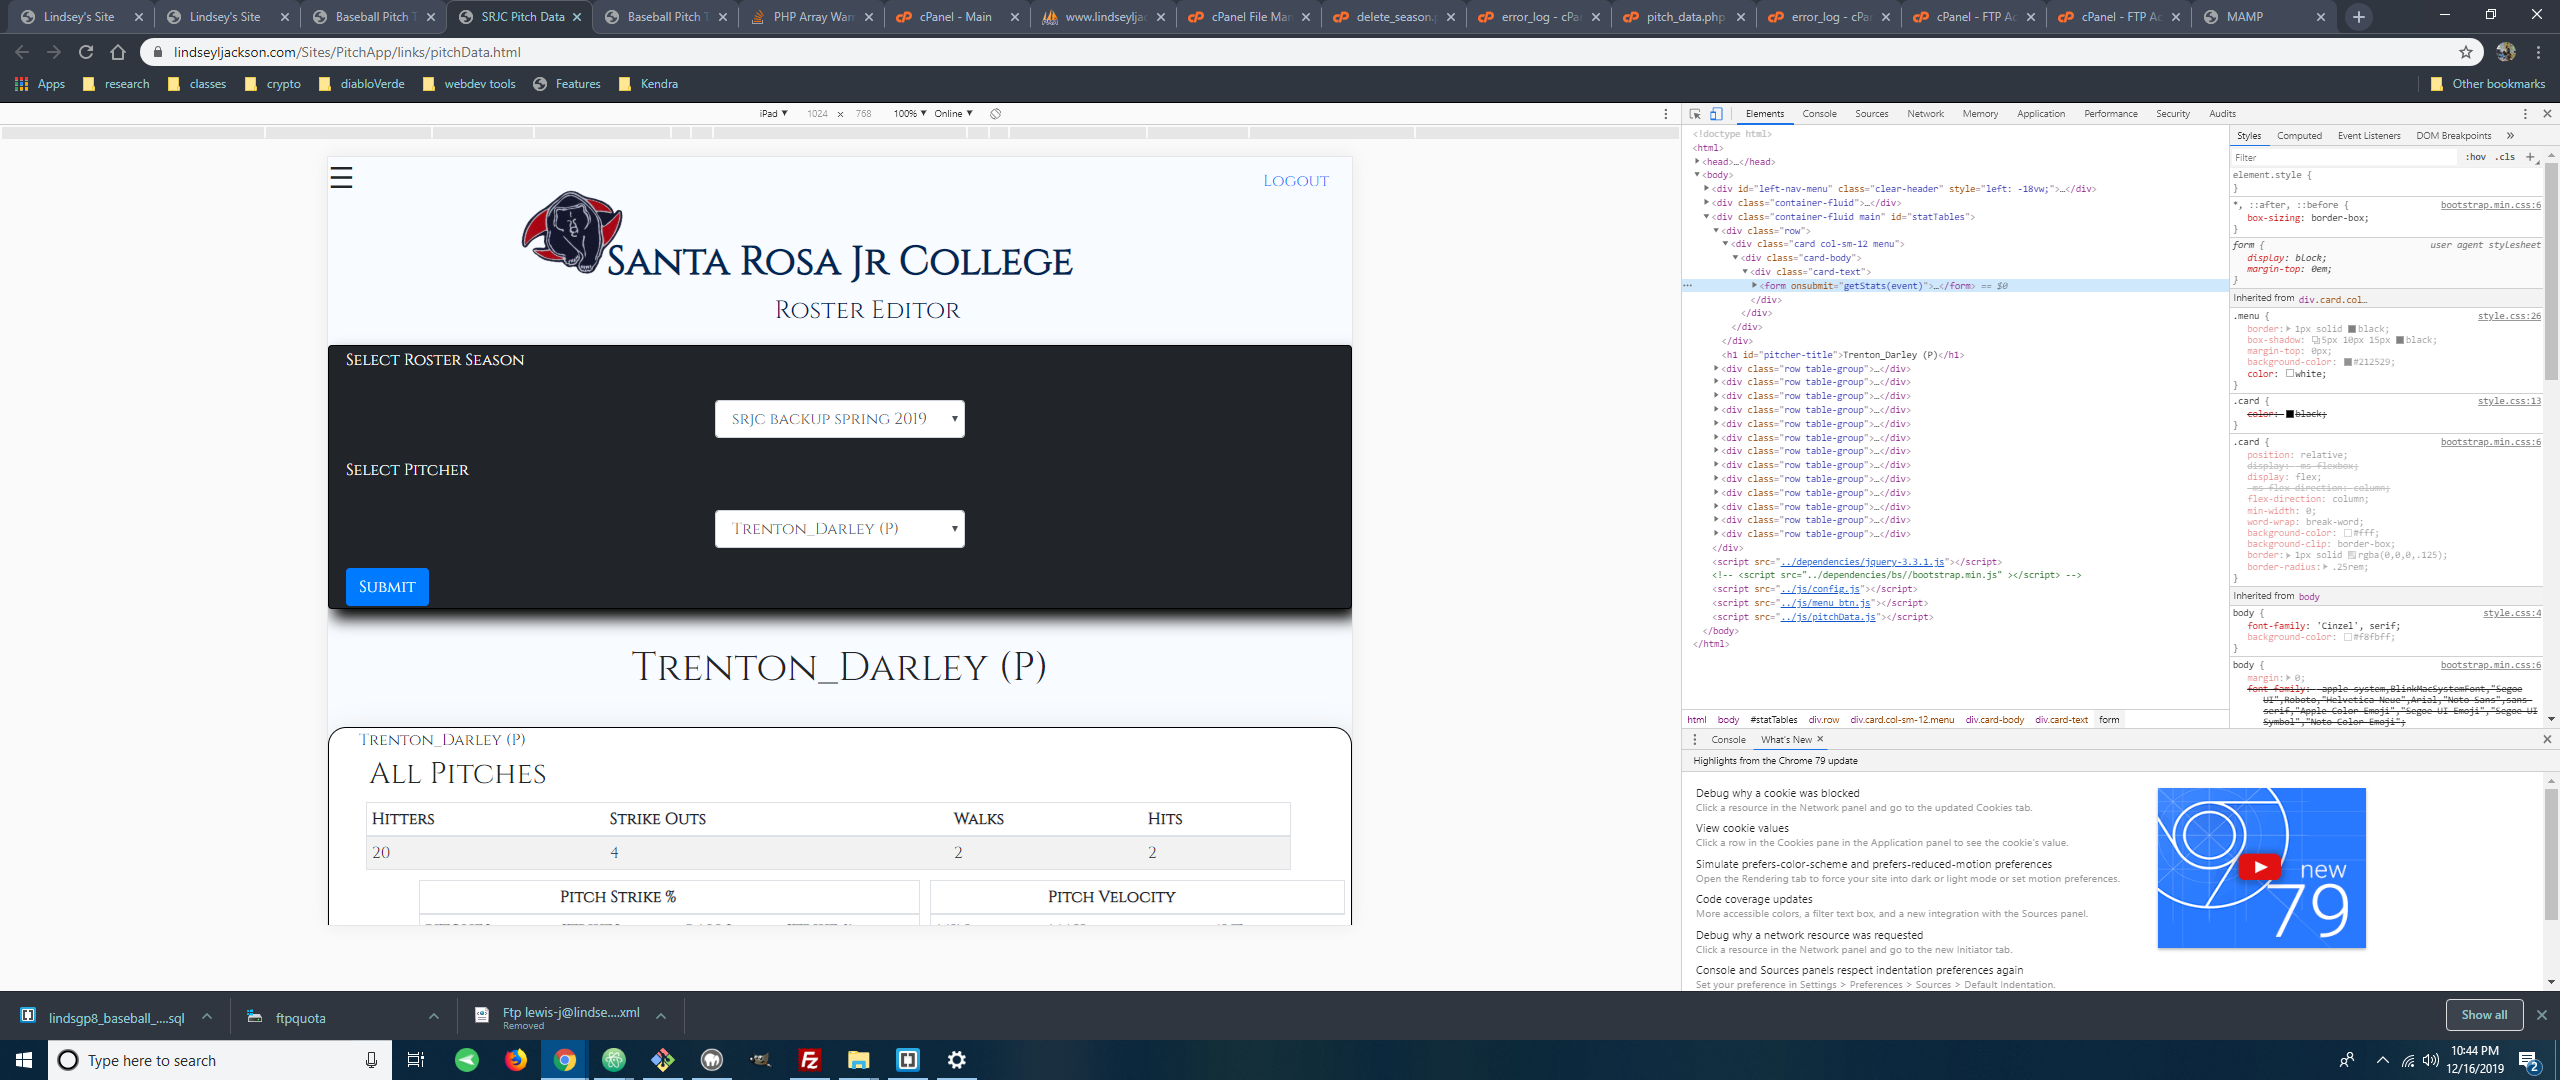 Lindsey's Site
Lindsey's Site
Baseball Pitch T
SRJC Pitch Data
Baseball Pitch T
PHP Array Warn
cPanel - Main
www.lindseylja
cPanel File Man
delete_season.p
error_log - cPa
pitch_data.php
error_log - cPa
cPanel - FTP Ac
cPanel - FTP Ac
MAMP
lindseyljackson.com/Sites/PitchApp/links/pitchData.html
Apps
research
classes
crypto
diabloVerde
webdev tools
Features
Kendra
Other bookmarks
iPad ▼ 1024 × 768 100% ▼ Online ▼
LOGOUT
SANTA ROSA JR COLLEGE
ROSTER EDITOR
SELECT ROSTER SEASON
SRJC BACKUP SPRING 2019
SELECT PITCHER
TRENTON_DARLEY (P)
SUBMIT
TRENTON_DARLEY (P)
TRENTON_DARLEY (P)
ALL PITCHES
HITTERS STRIKE OUTS WALKS HITS
20 4 2 2
PITCH STRIKE % PITCH VELOCITY
Elements Console Sources Network Memory Application Performance Security Audits
<!doctype html>
<html>
<head>…</head>
<body>
<div id="left-nav-menu" class="clear-header" style="left: -18vw;">…</div>
<div class="container-fluid">…</div>
<div class="container-fluid main" id="statTables">
<div class="row">
<div class="card col-sm-12 menu">
<div class="card-body">
<div class="card-text">
<form onsubmit="getStats(event)">…</form> == $0
</div>
</div>
</div>
</div>
<h1 id="pitcher-title">Trenton_Darley (P)</h1>
<div class="row table-group">…</div>
<div class="row table-group">…</div>
<div class="row table-group">…</div>
<div class="row table-group">…</div>
<div class="row table-group">…</div>
<div class="row table-group">…</div>
<div class="row table-group">…</div>
<div class="row table-group">…</div>
<div class="row table-group">…</div>
<div class="row table-group">…</div>
<div class="row table-group">…</div>
<div class="row table-group">…</div>
<div class="row table-group">…</div>
</div>
<script src="../dependencies/jquery-3.3.1.js"></script>
<!-- <script src="../dependencies/bs//bootstrap.min.js" ></script> -->
<script src="../js/config.js"></script>
<script src="../js/menu_btn.js"></script>
<script src="../js/pitchData.js"></script>
</body>
</html>
html body #statTables div.row div.card.col-sm-12.menu div.card-body div.card-text form
Styles Computed Event Listeners DOM Breakpoints »
Filter :hov .cls +
element.style {
}
*, ::after, ::before { bootstrap.min.css:6
box-sizing: border-box;
}
form { user agent stylesheet
display: block;
margin-top: 0em;
}
Inherited from div.card.col…
.menu { style.css:26
border: 1px solid black;
box-shadow: 5px 10px 15px black;
margin-top: 0px;
background-color: #212529;
color: white;
}
.card { style.css:13
color: black;
}
.card { bootstrap.min.css:6
position: relative;
display: -ms-flexbox;
display: flex;
-ms-flex-direction: column;
flex-direction: column;
min-width: 0;
word-wrap: break-word;
background-color: #fff;
background-clip: border-box;
border: 1px solid rgba(0,0,0,.125);
border-radius: .25rem;
}
Inherited from body
body { style.css:4
font-family: 'Cinzel', serif;
background-color: #f8fbff;
}
body { bootstrap.min.css:6
margin: 0;
font-family: -apple-system,BlinkMacSystemFont,"Segoe
UI",Roboto,"Helvetica Neue",Arial,"Noto Sans",sans-
serif,"Apple Color Emoji","Segoe UI Emoji","Segoe UI
Symbol","Noto Color Emoji";
Console What's New
Highlights from the Chrome 79 update
Debug why a cookie was blocked
Click a resource in the Network panel and go to the updated Cookies tab.
View cookie values
Click a row in the Cookies pane in the Application panel to see the cookie's value.
Simulate prefers-color-scheme and prefers-reduced-motion preferences
Open the Rendering tab to force your site into dark or light mode or set motion preferences.
Code coverage updates
More accessible colors, a filter text box, and a new integration with the Sources panel.
Debug why a network resource was requested
Click a resource in the Network panel and go to the new Initiator tab.
Console and Sources panels respect indentation preferences again
Set your preference in Settings > Preferences > Sources > Default Indentation.
new
79
lindsgp8_baseball_....sql
ftpquota
Ftp lewis-j@lindse....xml
Removed
Show all
Type here to search
10:44 PM
12/16/2019
2